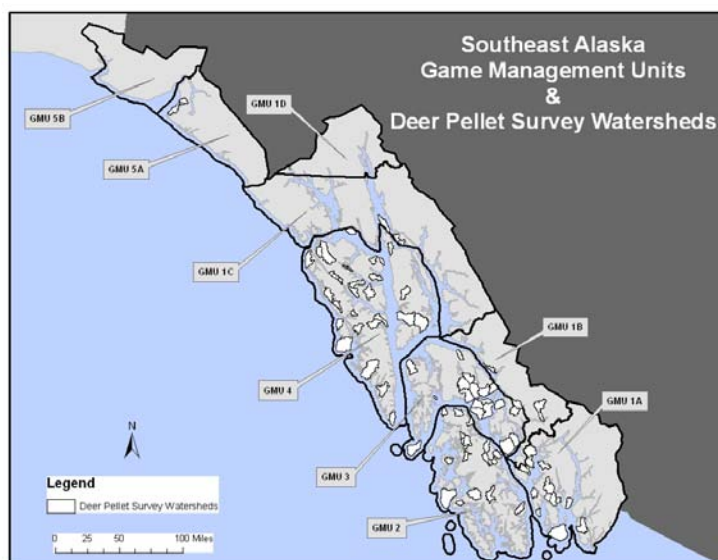 Southeast Alaska
Game Management Units
&
Deer Pellet Survey Watersheds
GMU 5B
GMU 1D
GMU 5A
GMU 1C
GMU 1B
GMU 4
GMU 1A
GMU 3
GMU 2
N
Legend
Deer Pellet Survey Watersheds
0 25 50 100 Miles